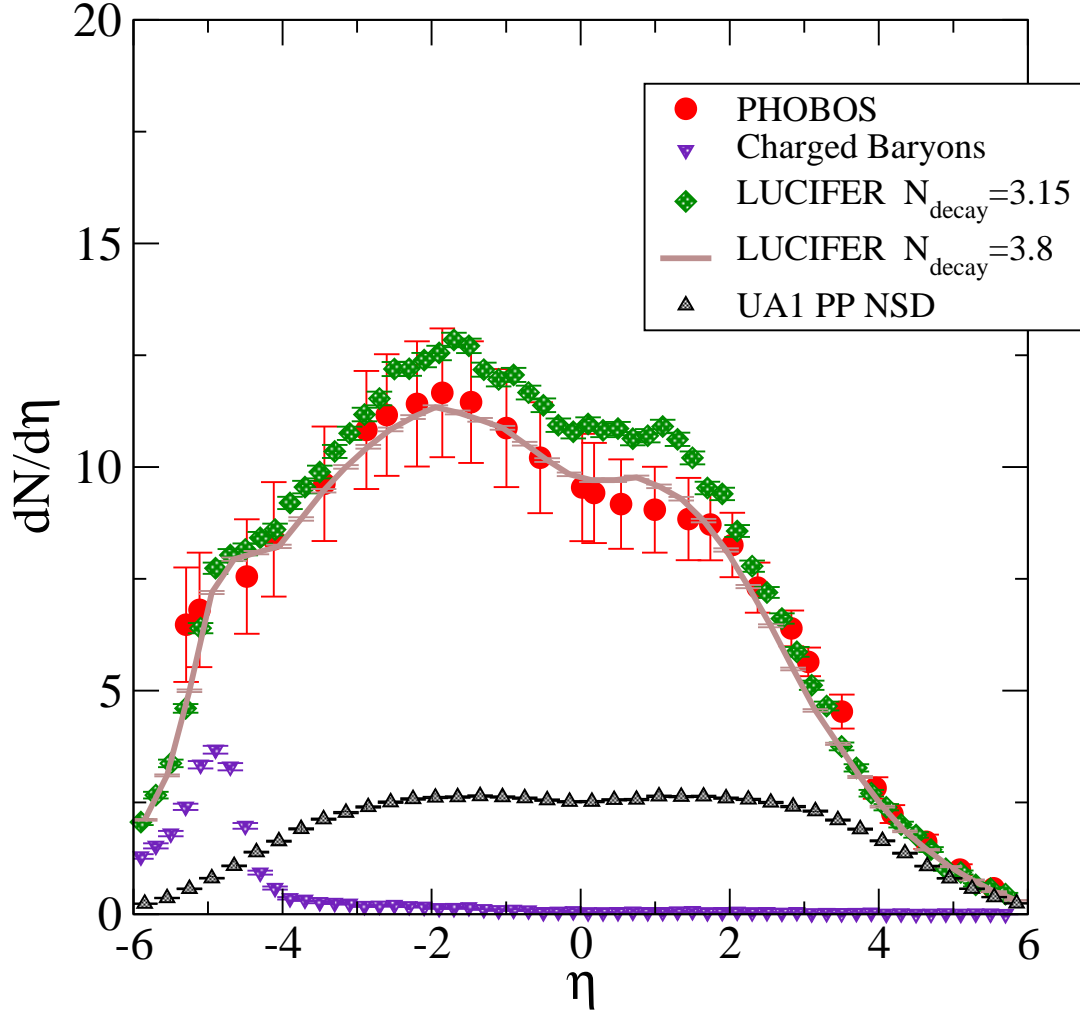 20
15
10
5
0
dN/dη
PHOBOS
Charged Baryons
LUCIFER N_decay=3.15
LUCIFER N_decay=3.8
UA1 PP NSD
-6 -4 -2 0 2 4 6
η